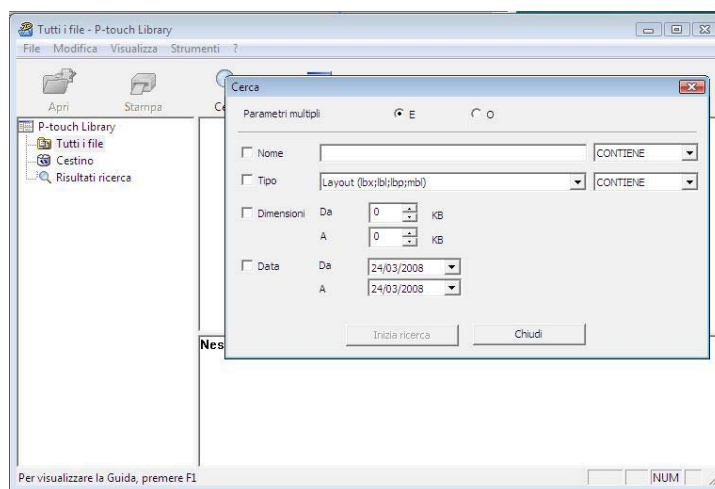 Tutti i file - P-touch Library
File Modifica Visualizza Strumenti ?
Apri Stampa
P-touch Library
Tutti i file
Cestino
Risultati ricerca
Cerca
Parametri multipli E O
Nome CONTIENE
Tipo Layout (lbx;lbl;lbp;mbl) CONTIENE
Dimensioni Da 0 KB
A 0 KB
Data Da 24/03/2008
A 24/03/2008
Inizia ricerca Chiudi
Nes
Per visualizzare la Guida, premere F1 NUM